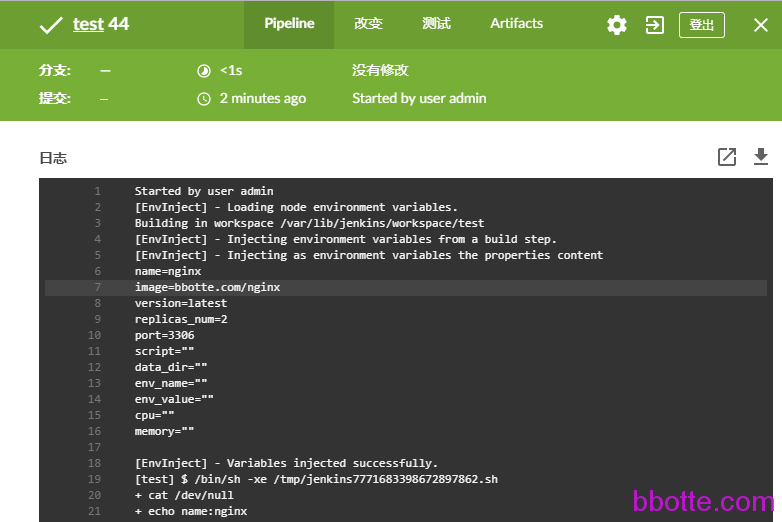 test 44
Pipeline
改变
测试
Artifacts
登出
分支: —
<1s
没有修改
提交: –
2 minutes ago
Started by user admin
日志
1 Started by user admin
2 [EnvInject] - Loading node environment variables.
3 Building in workspace /var/lib/jenkins/workspace/test
4 [EnvInject] - Injecting environment variables from a build step.
5 [EnvInject] - Injecting as environment variables the properties content
6 name=nginx
7 image=bbotte.com/nginx
8 version=latest
9 replicas_num=2
10 port=3306
11 script=""
12 data_dir=""
13 env_name=""
14 env_value=""
15 cpu=""
16 memory=""
17
18 [EnvInject] - Variables injected successfully.
19 [test] $ /bin/sh -xe /tmp/jenkins7771683398672897862.sh
20 + cat /dev/null
21 + echo name:nginx
bbotte.com